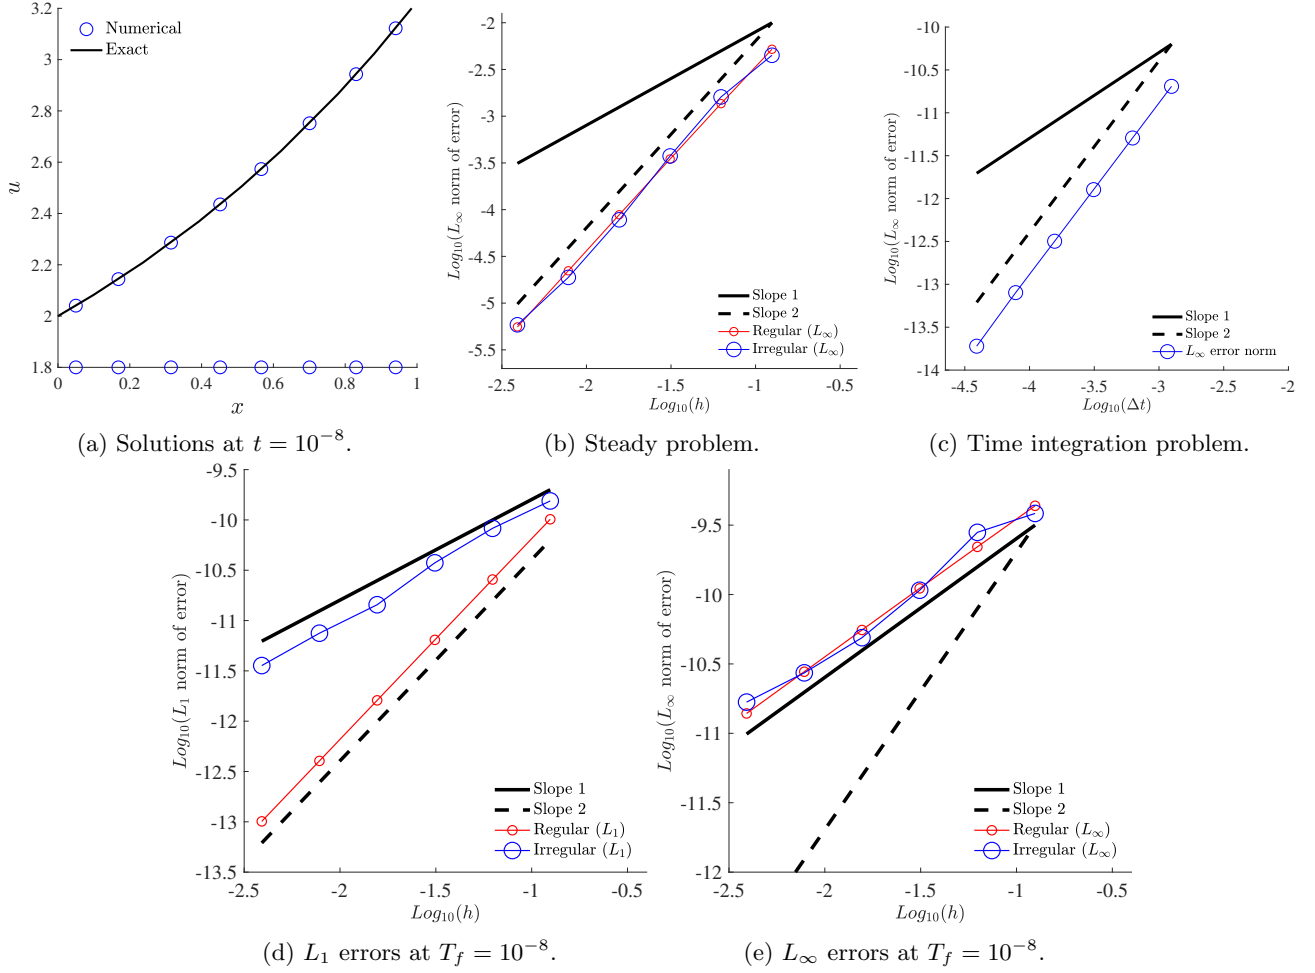 3.2
3
2.8
2.6
2.4
2.2
2
1.8
0
0.2
0.4
0.6
0.8
1
u
x
Numerical
Exact
(a) Solutions at t = 10⁻⁸.
-2
-2.5
-3
-3.5
-4
-4.5
-5
-5.5
-2.5
-2
-1.5
-1
-0.5
Log₁₀(L∞ norm of error)
Log₁₀(h)
Slope 1
Slope 2
Regular (L∞)
Irregular (L∞)
(b) Steady problem.
-10
-10.5
-11
-11.5
-12
-12.5
-13
-13.5
-14
-4.5
-4
-3.5
-3
-2.5
-2
Log₁₀(L∞ norm of error)
Log₁₀(Δt)
Slope 1
Slope 2
L∞ error norm
(c) Time integration problem.
-9.5
-10
-10.5
-11
-11.5
-12
-12.5
-13
-13.5
-2.5
-2
-1.5
-1
-0.5
Log₁₀(L₁ norm of error)
Log₁₀(h)
Slope 1
Slope 2
Regular (L₁)
Irregular (L₁)
(d) L₁ errors at T_f = 10⁻⁸.
-9.5
-10
-10.5
-11
-11.5
-12
-2.5
-2
-1.5
-1
-0.5
Log₁₀(L∞ norm of error)
Log₁₀(h)
Slope 1
Slope 2
Regular (L∞)
Irregular (L∞)
(e) L∞ errors at T_f = 10⁻⁸.